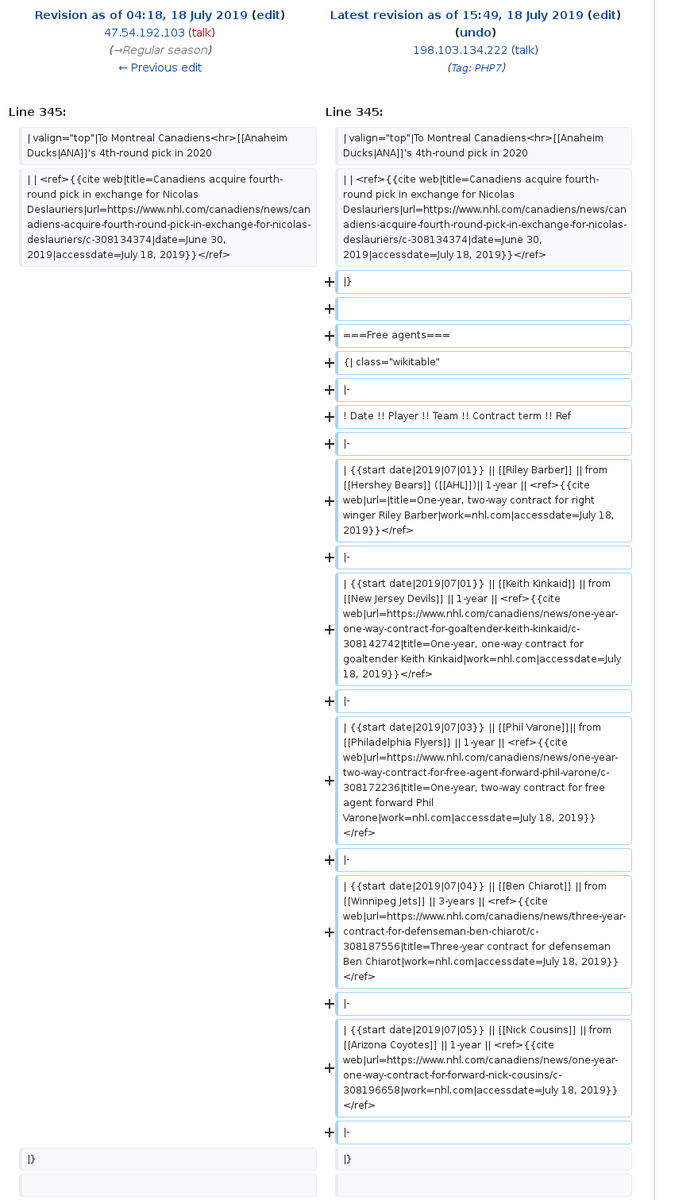 Revision as of 04:18, 18 July 2019 (edit)
47.54.192.103 (talk)
(→Regular season)
← Previous edit
Latest revision as of 15:49, 18 July 2019 (edit)
(undo)
198.103.134.222 (talk)
(Tag: PHP7)
Line 345:
Line 345:
| valign="top"|To Montreal Canadiens<hr>[[Anaheim
Ducks|ANA]]'s 4th-round pick in 2020
| valign="top"|To Montreal Canadiens<hr>[[Anaheim
Ducks|ANA]]'s 4th-round pick in 2020
| | <ref>{{cite web|title=Canadiens acquire fourth-
round pick in exchange for Nicolas
Deslauriers|url=https://www.nhl.com/canadiens/news/can
adiens-acquire-fourth-round-pick-in-exchange-for-nicolas-
deslauriers/c-308134374|date=June 30,
2019|accessdate=July 18, 2019}}</ref>
| | <ref>{{cite web|title=Canadiens acquire fourth-
round pick in exchange for Nicolas
Deslauriers|url=https://www.nhl.com/canadiens/news/can
adiens-acquire-fourth-round-pick-in-exchange-for-nicolas-
deslauriers/c-308134374|date=June 30,
2019|accessdate=July 18, 2019}}</ref>
+ |}
+
+ ===Free agents===
+ {| class="wikitable"
+ |-
+ ! Date !! Player !! Team !! Contract term !! Ref
+ |-
| {{start date|2019|07|01}} || [[Riley Barber]] || from
[[Hershey Bears]] ([[AHL]])|| 1-year || <ref>{{cite
+ web|url=|title=One-year, two-way contract for right
winger Riley Barber|work=nhl.com|accessdate=July 18,
2019}}</ref>
+ |-
| {{start date|2019|07|01}} || [[Keith Kinkaid]] || from
[[New Jersey Devils]] || 1-year || <ref>{{cite
web|url=https://www.nhl.com/canadiens/news/one-year-
+ one-way-contract-for-goaltender-keith-kinkaid/c-
308142742|title=One-year, one-way contract for
goaltender Keith Kinkaid|work=nhl.com|accessdate=July
18, 2019}}</ref>
+ |-
| {{start date|2019|07|03}} || [[Phil Varone]]|| from
[[Philadelphia Flyers]] || 1-year || <ref>{{cite
web|url=https://www.nhl.com/canadiens/news/one-year-
two-way-contract-for-free-agent-forward-phil-varone/c-
+ 308172236|title=One-year, two-way contract for free
agent forward Phil
Varone|work=nhl.com|accessdate=July 18, 2019}}
</ref>
+ |-
| {{start date|2019|07|04}} || [[Ben Chiarot]] || from
[[Winnipeg Jets]] || 3-years || <ref>{{cite
web|url=https://www.nhl.com/canadiens/news/three-year-
+ contract-for-defenseman-ben-chiarot/c-
308187556|title=Three-year contract for defenseman
Ben Chiarot|work=nhl.com|accessdate=July 18, 2019}}
</ref>
+ |-
| {{start date|2019|07|05}} || [[Nick Cousins]] || from
[[Arizona Coyotes]] || 1-year || <ref>{{cite
web|url=https://www.nhl.com/canadiens/news/one-year-
+ one-way-contract-for-forward-nick-cousins/c-
308196658|work=nhl.com|accessdate=July 18, 2019}}
</ref>
+ |-
|}
|}